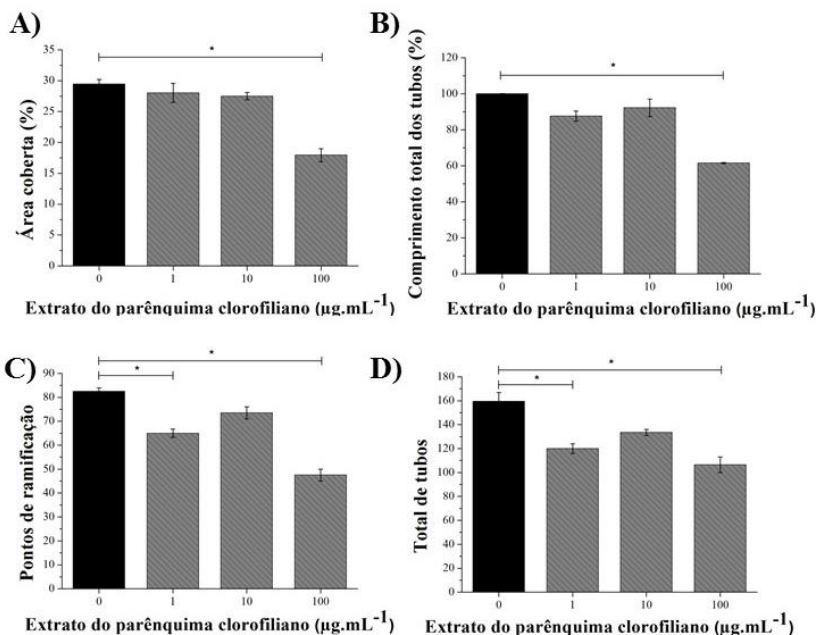 A)
*
Área coberta (%)
35
30
25
20
15
10
5
0
0 1 10 100
Extrato do parênquima clorofiliano (µg.mL-1)
B)
*
Comprimento total dos tubos (%)
120
100
80
60
40
20
0
0 1 10 100
Extrato do parênquima clorofiliano (µg.mL-1)
C)
*
*
Pontos de ramificação
90
80
70
60
50
40
30
20
10
0
0 1 10 100
Extrato do parênquima clorofiliano (µg.mL-1)
D)
*
*
Total de tubos
180
160
140
120
100
80
60
40
20
0
0 1 10 100
Extrato do parênquima clorofiliano (µg.mL-1)